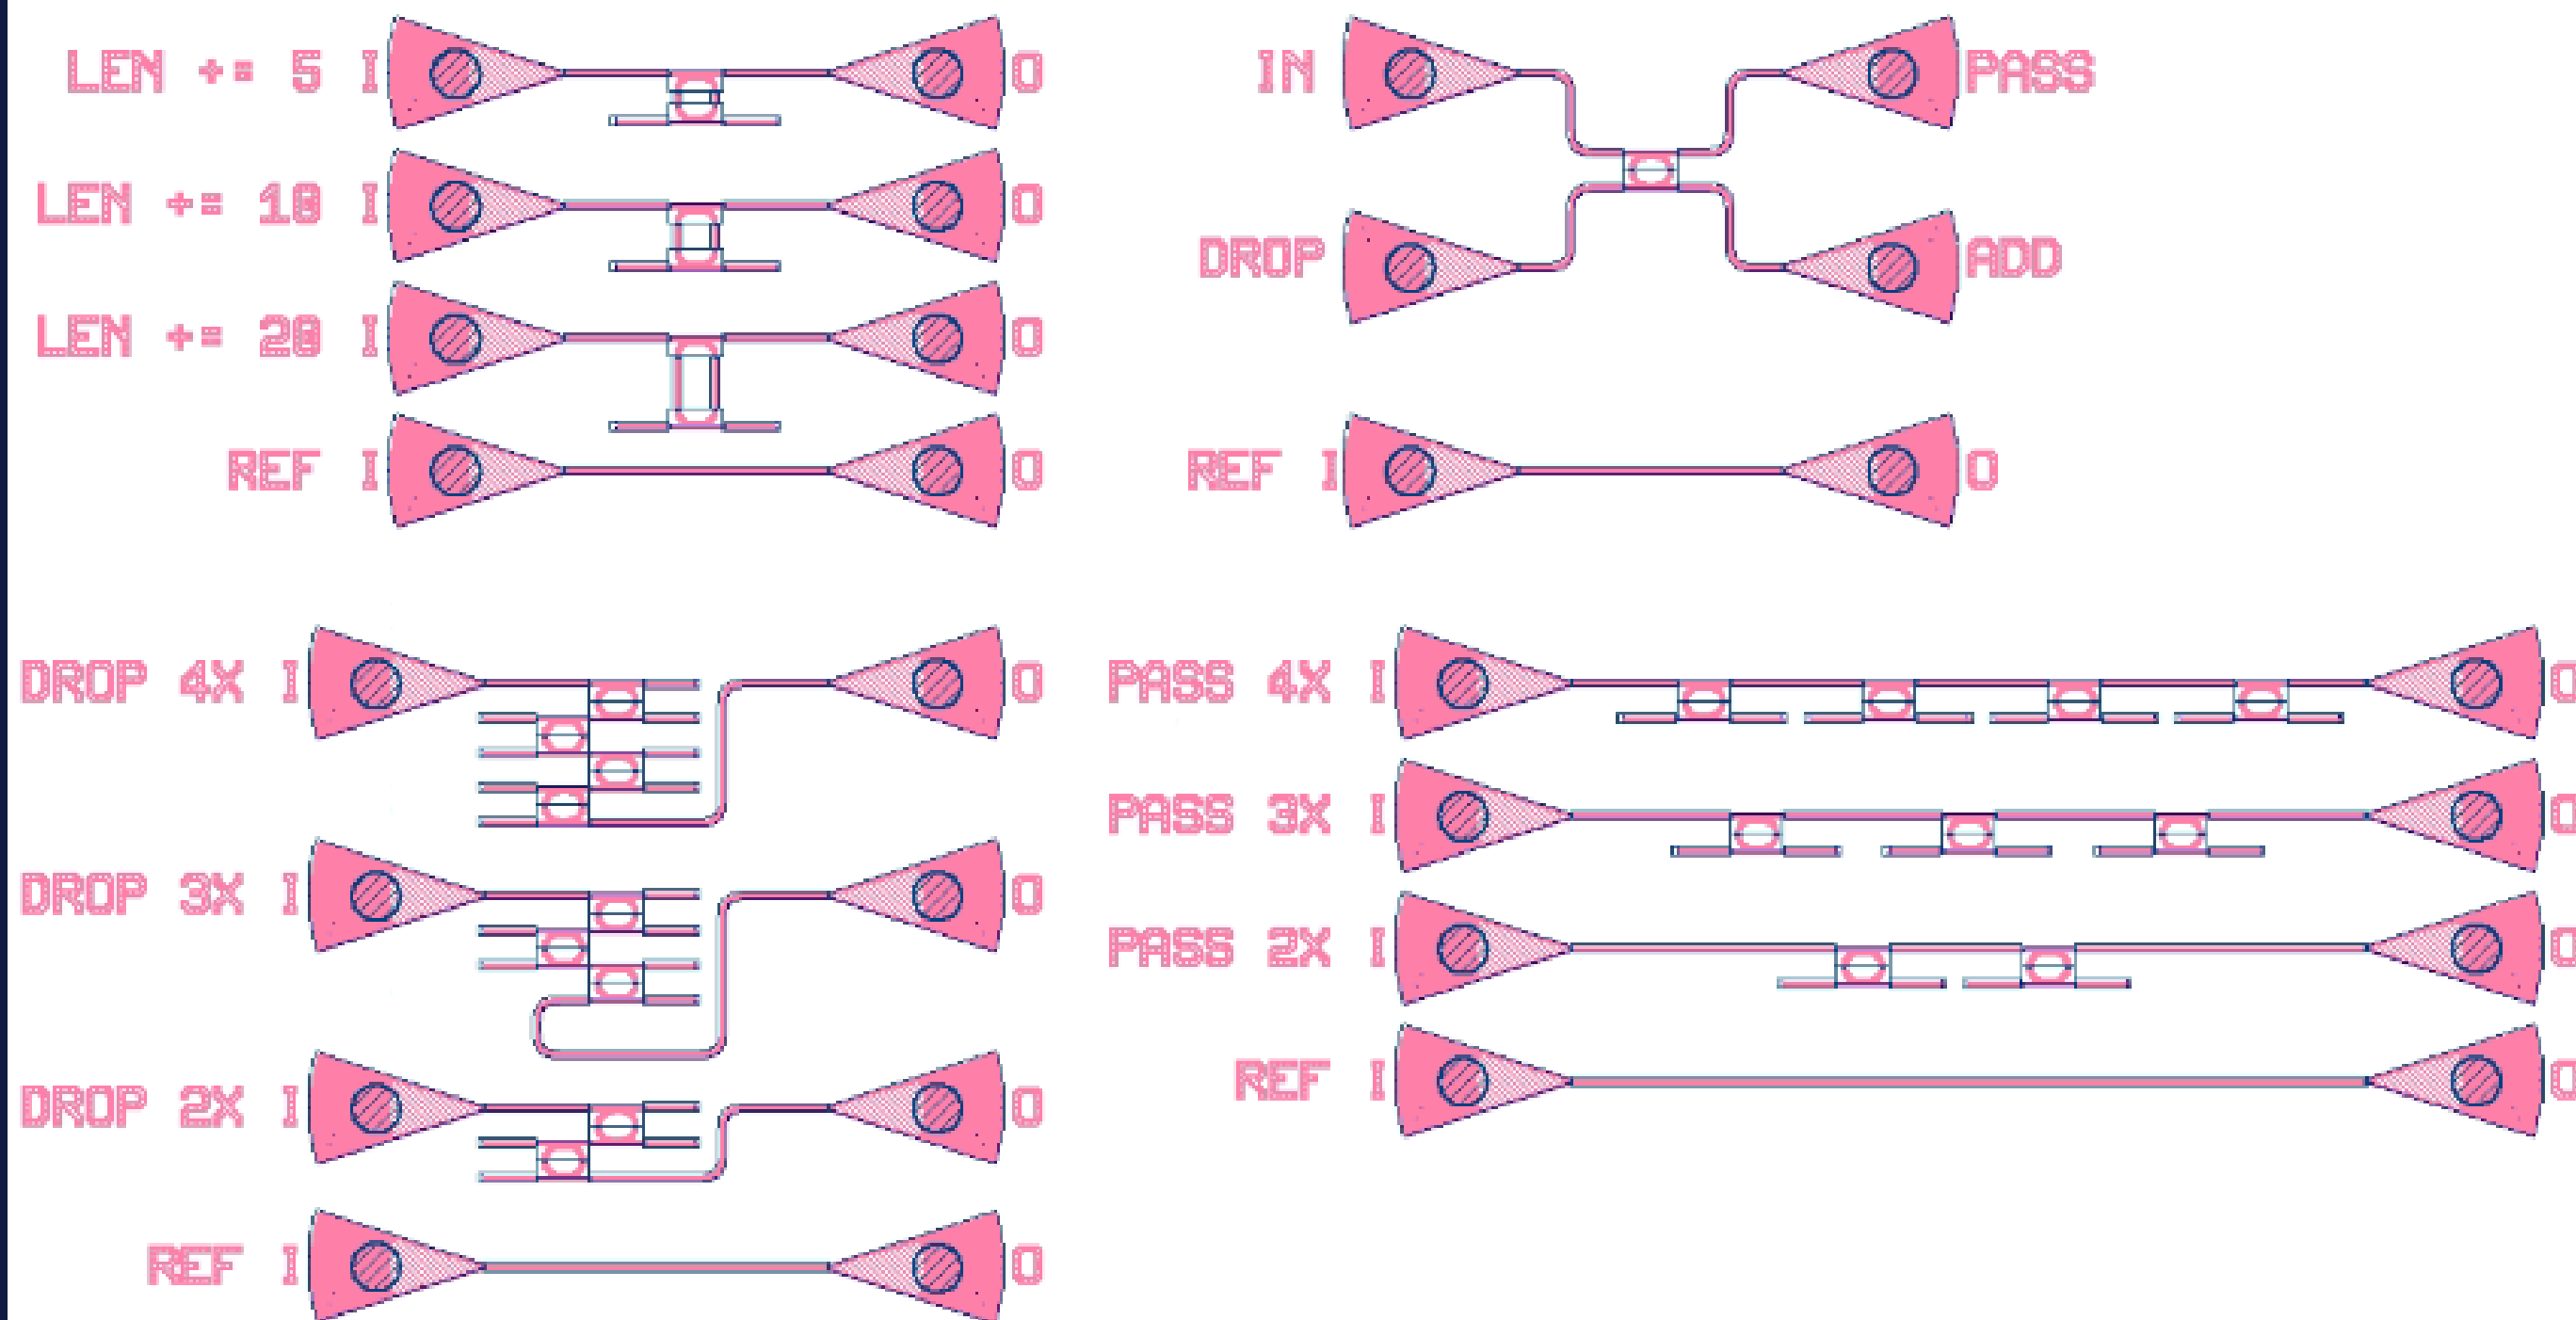 LEN += 5 I O
LEN += 10 I O
LEN += 20 I O
REF I O
IN PASS
DROP ADD
REF I O
DROP 4X I O
DROP 3X I O
DROP 2X I O
REF I O
PASS 4X I O
PASS 3X I O
PASS 2X I O
REF I O